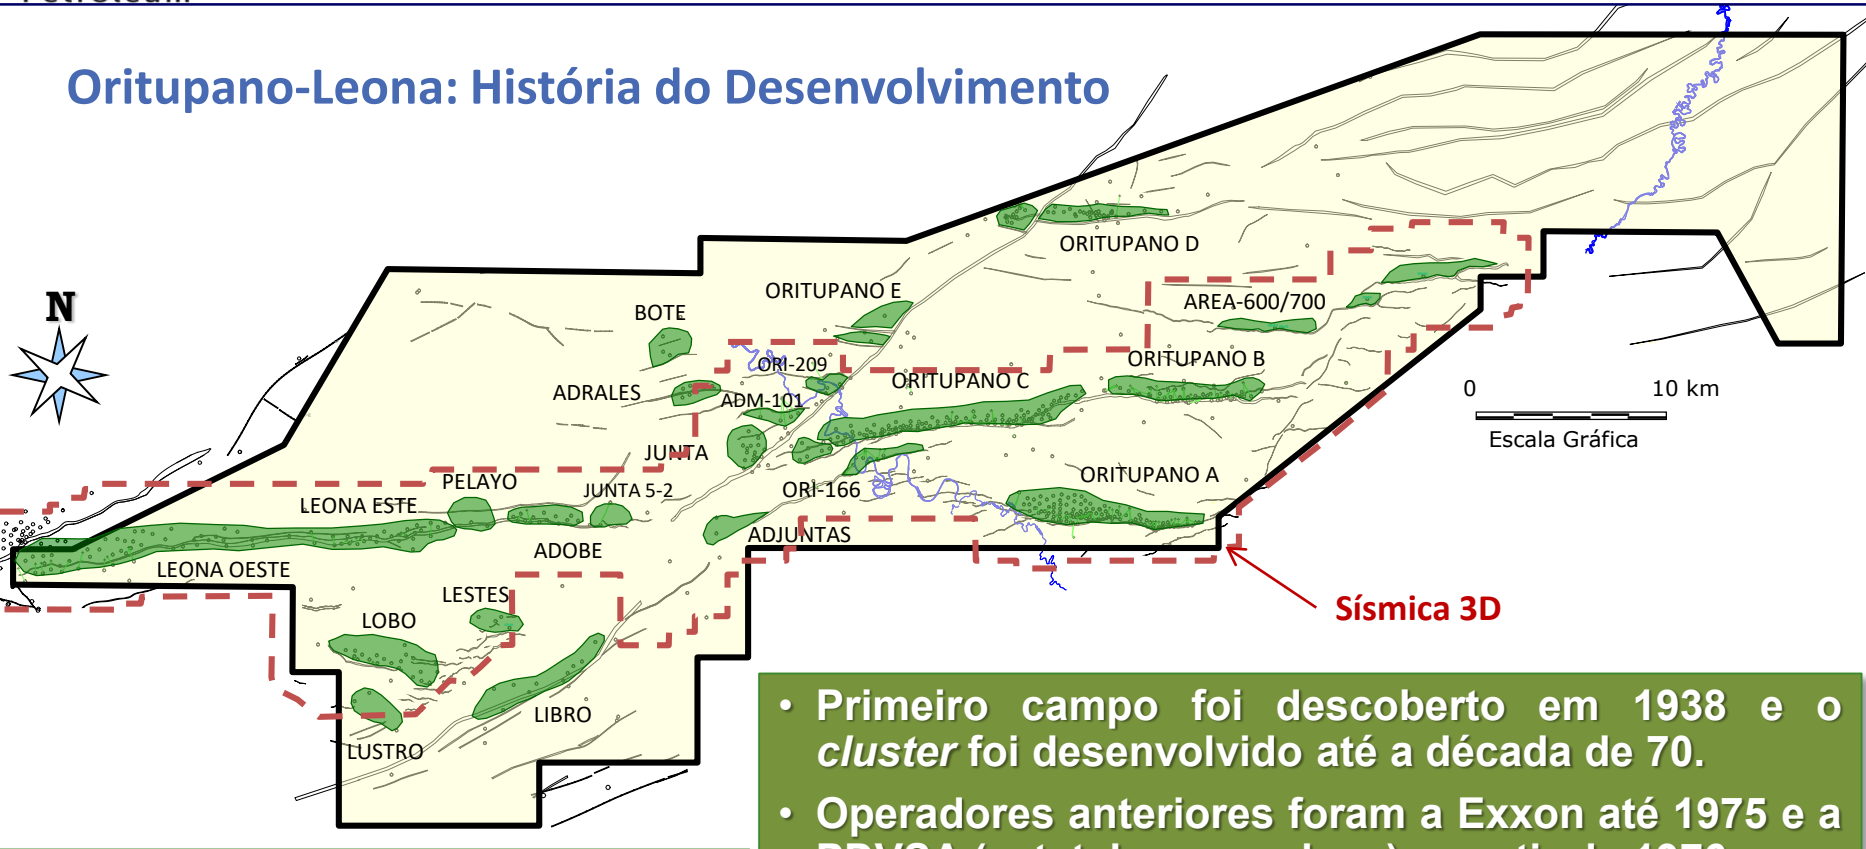 Oritupano-Leona: História do Desenvolvimento
N
ORITUPANO D
ORITUPANO E
AREA-600/700
BOTE
ORITUPANO B
ORI-209
ORITUPANO C
ADRALES
ADM-101
0 10 km
Escala Gráfica
JUNTA
ORITUPANO A
PELAYO
JUNTA 5-2
ORI-166
LEONA ESTE
ADJUNTAS
ADOBE
LEONA OESTE
LESTES
Sísmica 3D
LOBO
LIBRO
LUSTRO
• Primeiro campo foi descoberto em 1938 e o
cluster foi desenvolvido até a década de 70.
• Operadores anteriores foram a Exxon até 1975 e a